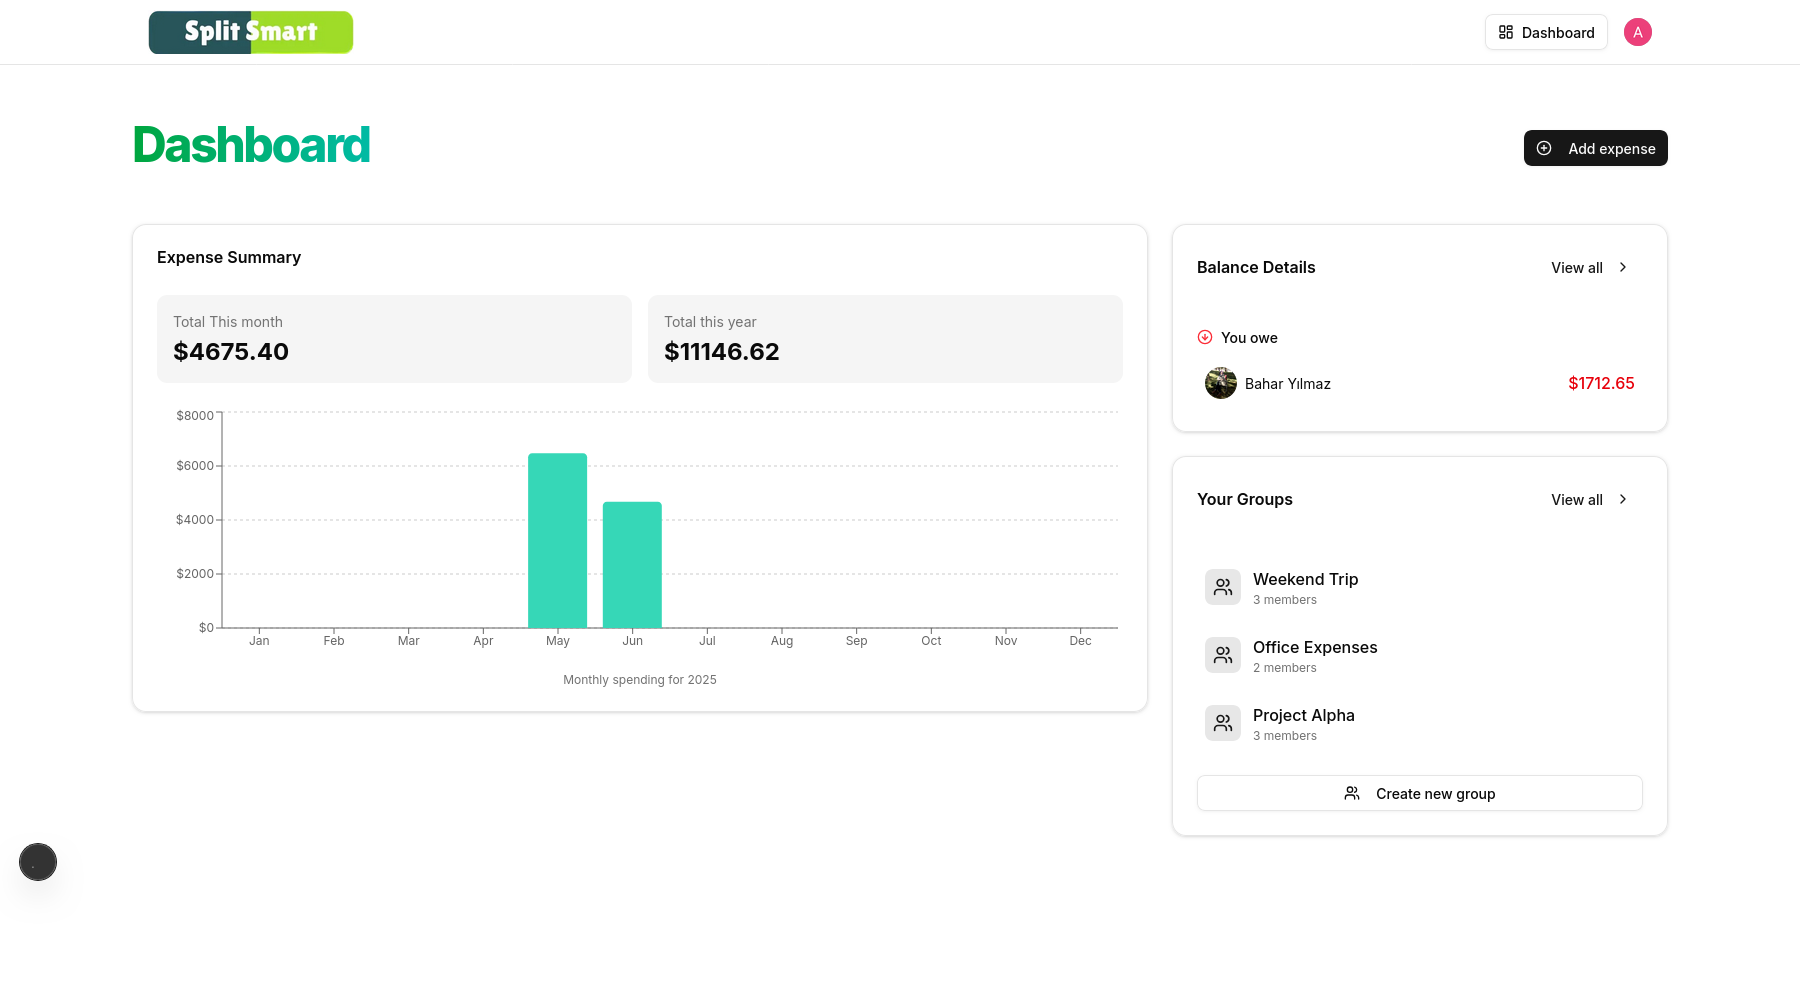 Split Smart
Dashboard
A
Dashboard
Add expense
Expense Summary
Total This month
$4675.40
Total this year
$11146.62
$8000
$6000
$4000
$2000
$0
Jan Feb Mar Apr May Jun Jul Aug Sep Oct Nov Dec
Monthly spending for 2025
Balance Details
View all
You owe
Bahar Yılmaz
$1712.65
Your Groups
View all
Weekend Trip
3 members
Office Expenses
2 members
Project Alpha
3 members
Create new group